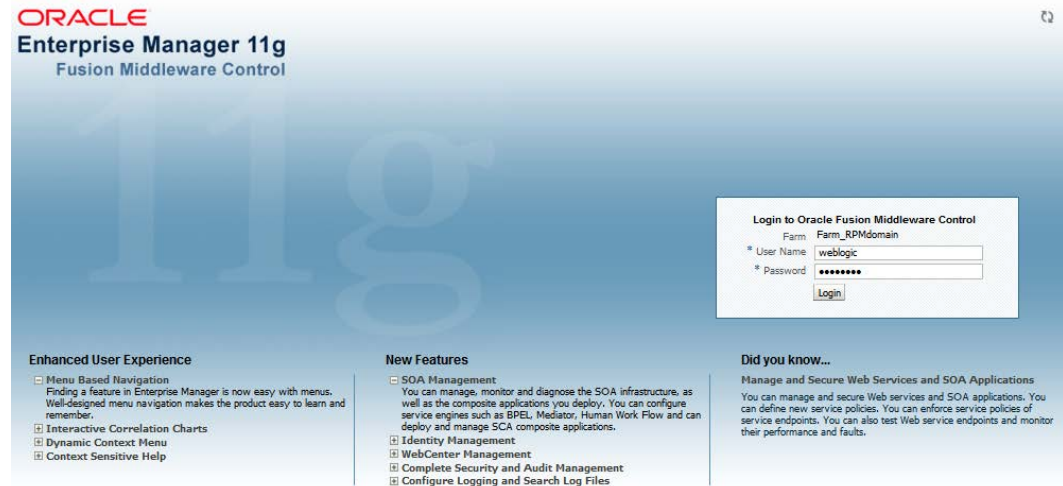 ORACLE
Enterprise Manager 11g
Fusion Middleware Control
11g
Login to Oracle Fusion Middleware Control
Farm Farm_RPMdomain
* User Name weblogic
* Password ••••••••
Login
Enhanced User Experience
Menu Based Navigation
Finding a feature in Enterprise Manager is now easy with menus.
Well-designed menu navigation makes the product easy to learn and
remember.
Interactive Correlation Charts
Dynamic Context Menu
Context Sensitive Help
New Features
SOA Management
You can manage, monitor and diagnose the SOA infrastructure, as
well as the composite applications you deploy. You can configure
service engines such as BPEL, Mediator, Human Work Flow and can
deploy and manage SCA composite applications.
Identity Management
WebCenter Management
Complete Security and Audit Management
Configure Logging and Search Log Files
Did you know...
Manage and Secure Web Services and SOA Applications
You can manage and secure Web services and SOA applications. You
can define new service policies. You can enforce service policies of
service endpoints. You can also test Web service endpoints and monitor
their performance and faults.